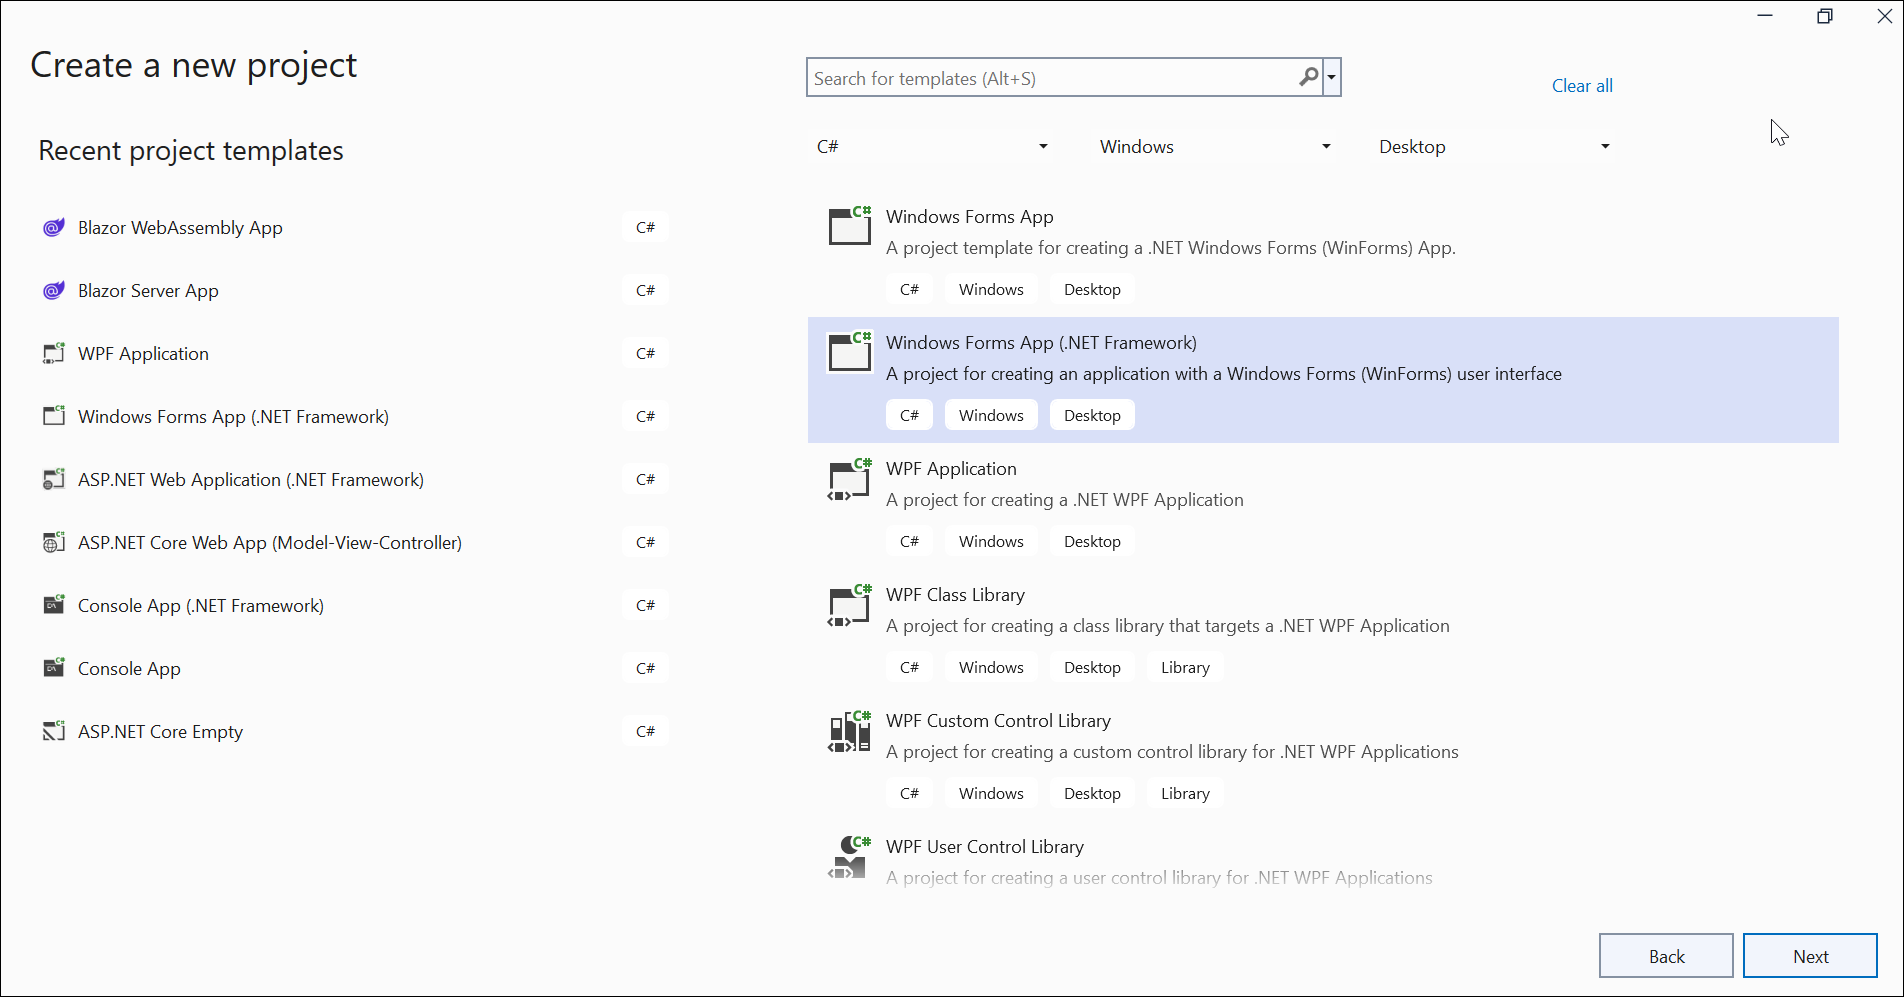 Create a new project
Search for templates (Alt+S)
Clear all
Recent project templates
C#
Windows
Desktop
Blazor WebAssembly App C#
Blazor Server App C#
WPF Application C#
Windows Forms App (.NET Framework) C#
ASP.NET Web Application (.NET Framework) C#
ASP.NET Core Web App (Model-View-Controller) C#
Console App (.NET Framework) C#
Console App C#
ASP.NET Core Empty C#
C#
Windows Forms App
A project template for creating a .NET Windows Forms (WinForms) App.
C# Windows Desktop
C#
Windows Forms App (.NET Framework)
A project for creating an application with a Windows Forms (WinForms) user interface
C# Windows Desktop
C#
WPF Application
A project for creating a .NET WPF Application
C# Windows Desktop
C#
WPF Class Library
A project for creating a class library that targets a .NET WPF Application
C# Windows Desktop Library
C#
WPF Custom Control Library
A project for creating a custom control library for .NET WPF Applications
C# Windows Desktop Library
C#
WPF User Control Library
A project for creating a user control library for .NET WPF Applications
Back
Next